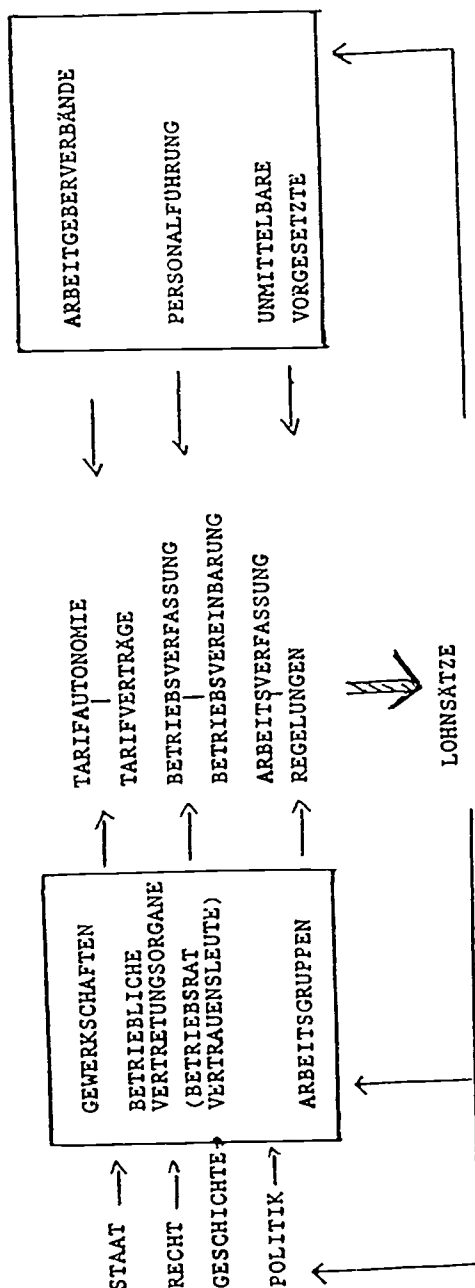 STAAT
RECHT
GESCHICHTE
POLITIK
GEWERKSCHAFTEN
BETRIEBLICHE
VERTRETUNGSORGANE
(BETRIEBSRAT
VERTRAUENSLEUTE)
ARBEITSGRUPPEN
TARIFAUTONOMIE
TARIFVERTRÄGE
BETRIEBSVERFASSUNG
BETRIEBSVEREINBARUNG
ARBEITSVERFASSUNG
REGELUNGEN
ARBEITGEBERVERBÄNDE
PERSONALFÜHRUNG
UNMITTELBARE
VORGESETZTE
LOHNSÄTZE